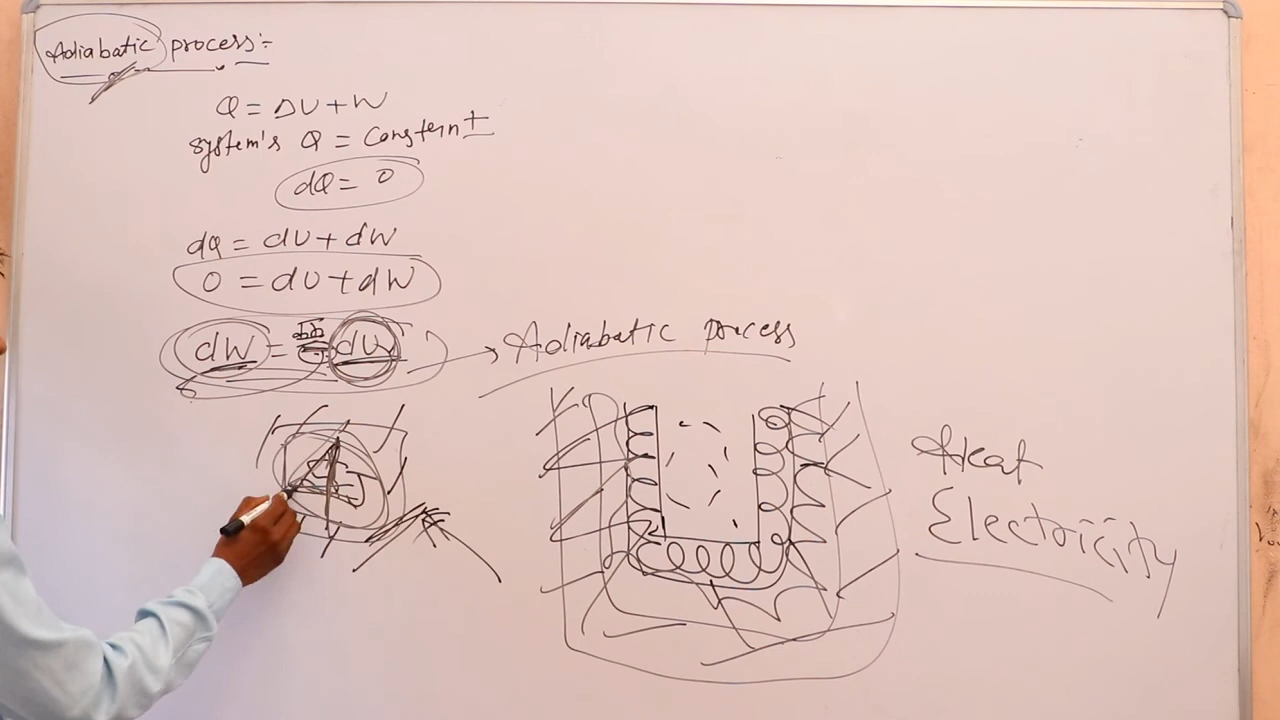 Adiabatic process:-
Q = ΔU + W
system's Q = Constant
dQ = 0
dQ = dU + dW
0 = dU + dW
dW = dU
Adiabatic process
Heat
Electricity